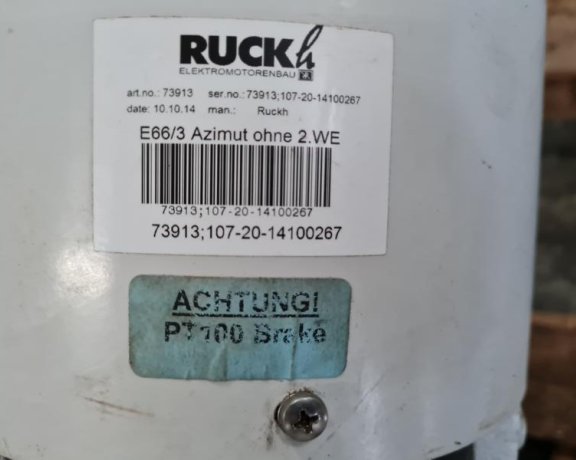 RUCKh
ELEKTROMOTORENBAU
art.no.: 73913 ser.no.: 73913;107-20-14100267
date: 10.10.14 man.: Ruckh
E66/3 Azimut ohne 2.WE
73913;107-20-14100267
73913;107-20-14100267
ACHTUNG!
PT100 Brake